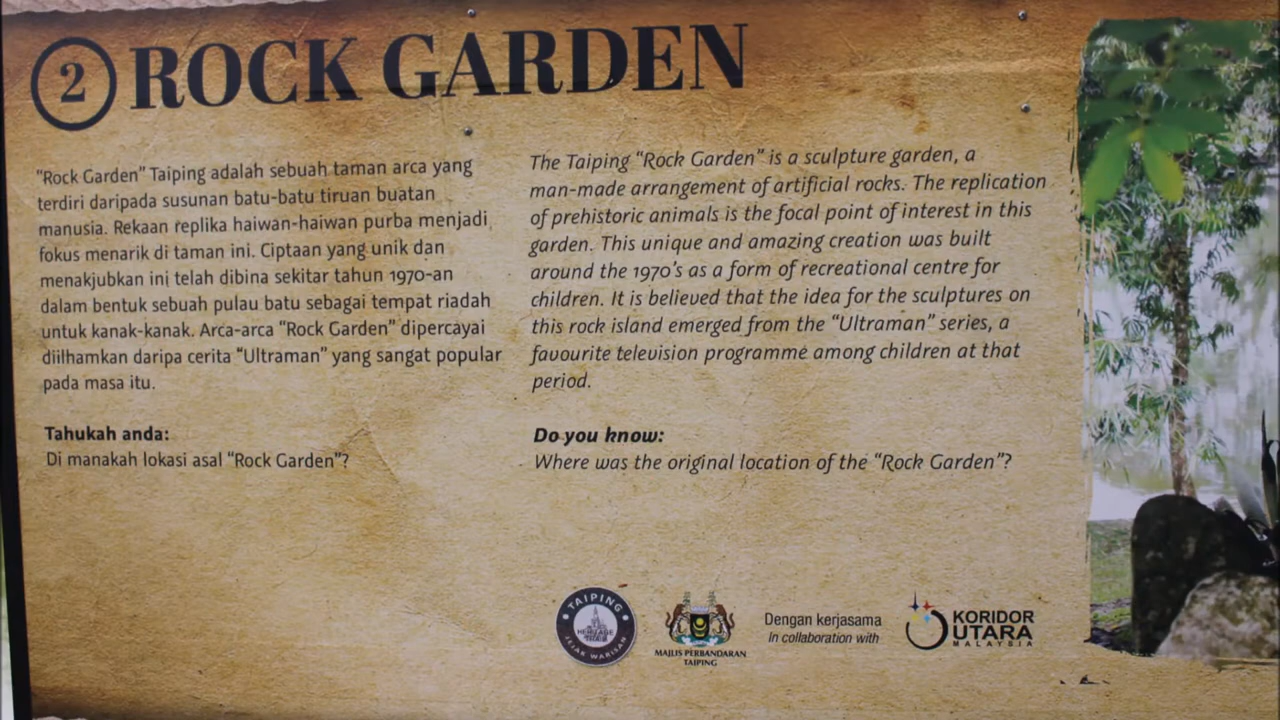 2 ROCK GARDEN
"Rock Garden" Taiping adalah sebuah taman arca yang
terdiri daripada susunan batu-batu tiruan buatan
manusia. Rekaan replika haiwan-haiwan purba menjadi
fokus menarik di taman ini. Ciptaan yang unik dan
menakjubkan ini telah dibina sekitar tahun 1970-an
dalam bentuk sebuah pulau batu sebagai tempat riadah
untuk kanak-kanak. Arca-arca "Rock Garden" dipercayai
diilhamkan daripa cerita "Ultraman" yang sangat popular
pada masa itu.
Tahukah anda:
Di manakah lokasi asal "Rock Garden"?
The Taiping "Rock Garden" is a sculpture garden, a
man-made arrangement of artificial rocks. The replication
of prehistoric animals is the focal point of interest in this
garden. This unique and amazing creation was built
around the 1970's as a form of recreational centre for
children. It is believed that the idea for the sculptures on
this rock island emerged from the "Ultraman" series, a
favourite television programme among children at that
period.
Do you know:
Where was the original location of the "Rock Garden"?
TAIPING
HERITAGE
JEJAK WARISAN
MAJLIS PERBANDARAN
TAIPING
Dengan kerjasama
In collaboration with
KORIDOR
UTARA
MALAYSIA